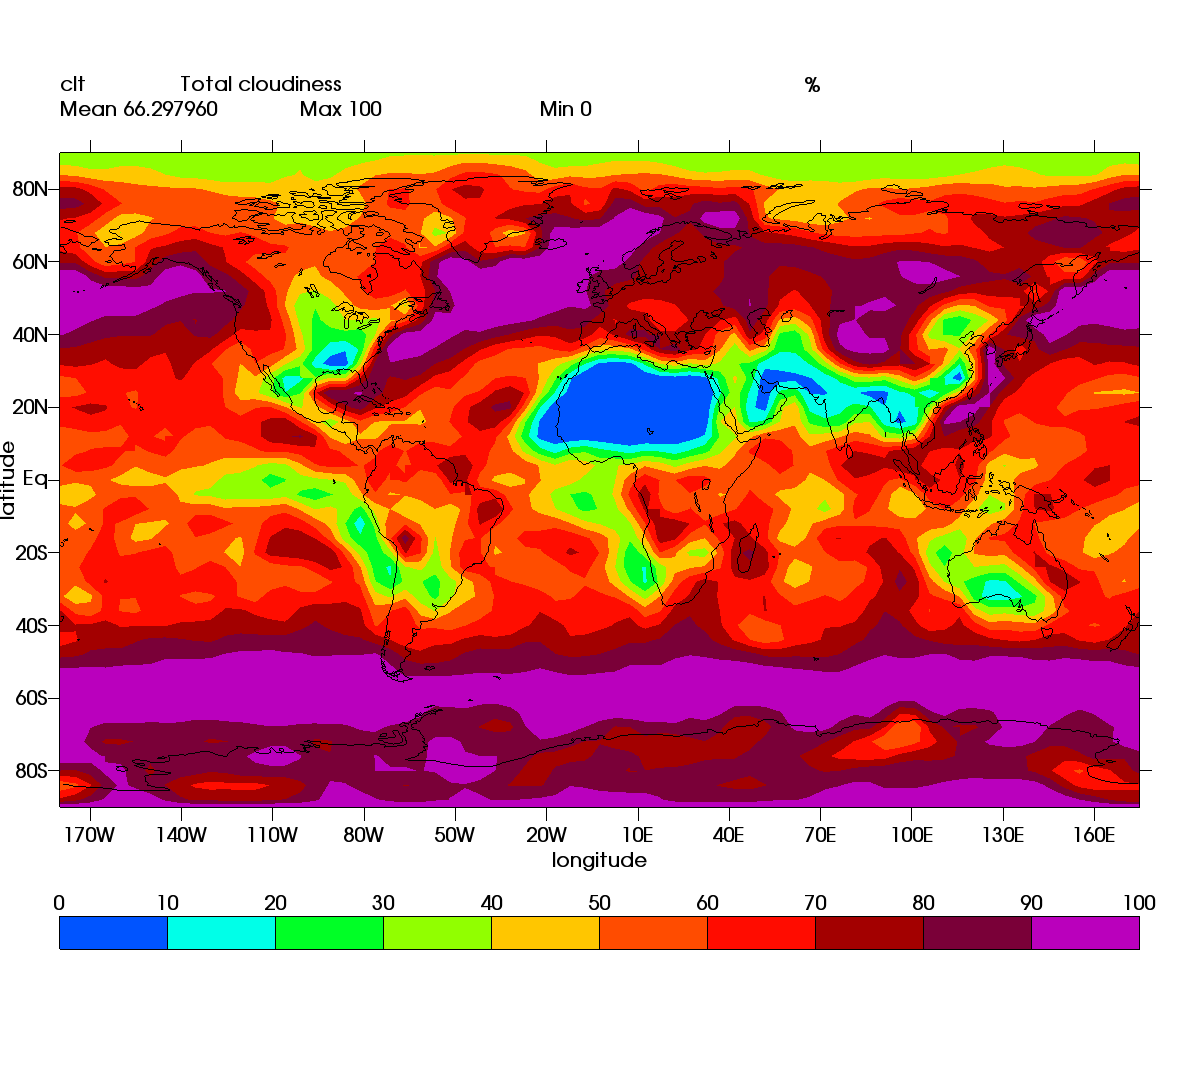 clt Total cloudiness %
Mean 66.297960 Max 100 Min 0
80N
60N
40N
20N
Eq
20S
40S
60S
80S
latitude
170W 140W 110W 80W 50W 20W 10E 40E 70E 100E 130E 160E
longitude
0 10 20 30 40 50 60 70 80 90 100